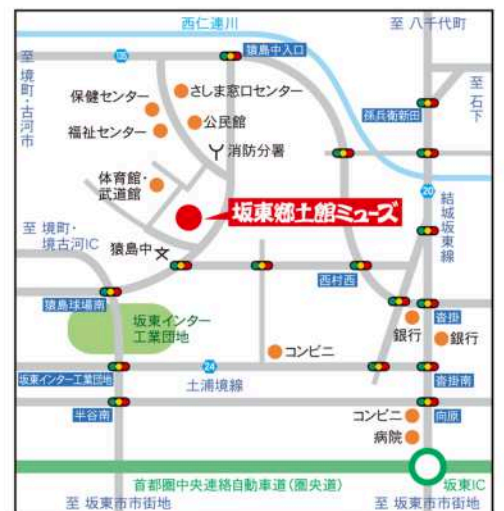 西仁連川
至 八千代町
至 境町・古河市
猿島中入口
135
保健センター
さしま窓口センター
至 石下
孫兵衛新田
福祉センター
公民館
消防分署
体育館・
武道館
20
結城坂東線
坂東郷土館ミューズ
至 境町・
境古河IC
猿島中
西村西
猿島球場南
坂東インター
工業団地
沓掛
銀行
銀行
コンビニ
坂東インター工業団地
24
沓掛南
土浦境線
半谷南
コンビニ
向原
病院
首都圏中央連絡自動車道(圏央道)
坂東IC
至 坂東市市街地
至 坂東市市街地